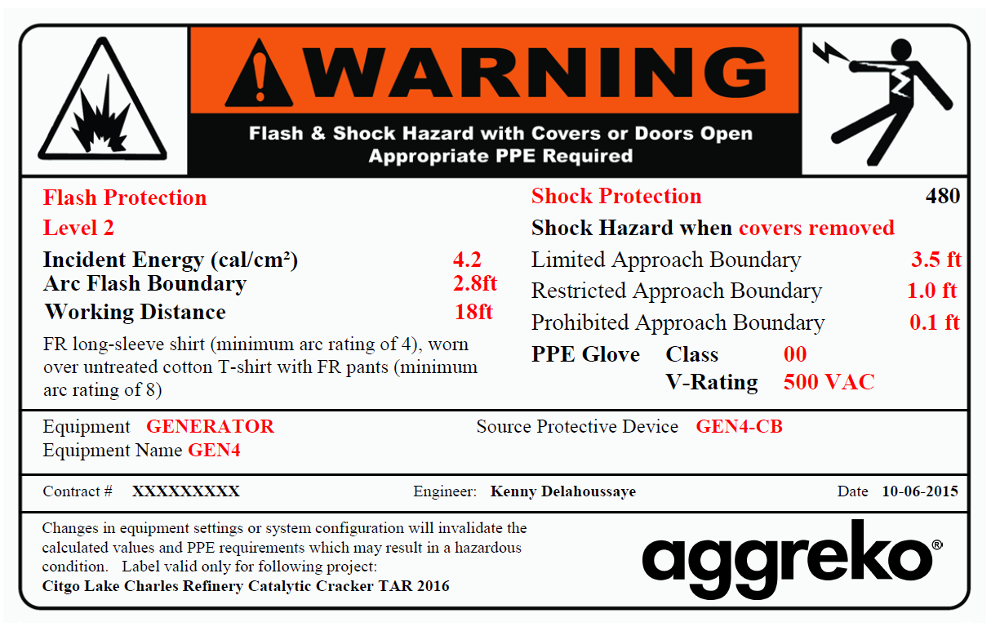 WARNING
Flash & Shock Hazard with Covers or Doors Open
Appropriate PPE Required
Flash Protection
Level 2
Incident Energy (cal/cm²) 4.2
Arc Flash Boundary 2.8ft
Working Distance 18ft
FR long-sleeve shirt (minimum arc rating of 4), worn
over untreated cotton T-shirt with FR pants (minimum
arc rating of 8)
Shock Protection 480
Shock Hazard when covers removed
Limited Approach Boundary 3.5 ft
Restricted Approach Boundary 1.0 ft
Prohibited Approach Boundary 0.1 ft
PPE Glove Class 00
V-Rating 500 VAC
Equipment GENERATOR Source Protective Device GEN4-CB
Equipment Name GEN4
Contract # XXXXXXXXX Engineer: Kenny Delahoussaye Date 10-06-2015
Changes in equipment settings or system configuration will invalidate the
calculated values and PPE requirements which may result in a hazardous
condition. Label valid only for following project:
Citgo Lake Charles Refinery Catalytic Cracker TAR 2016
aggreko®